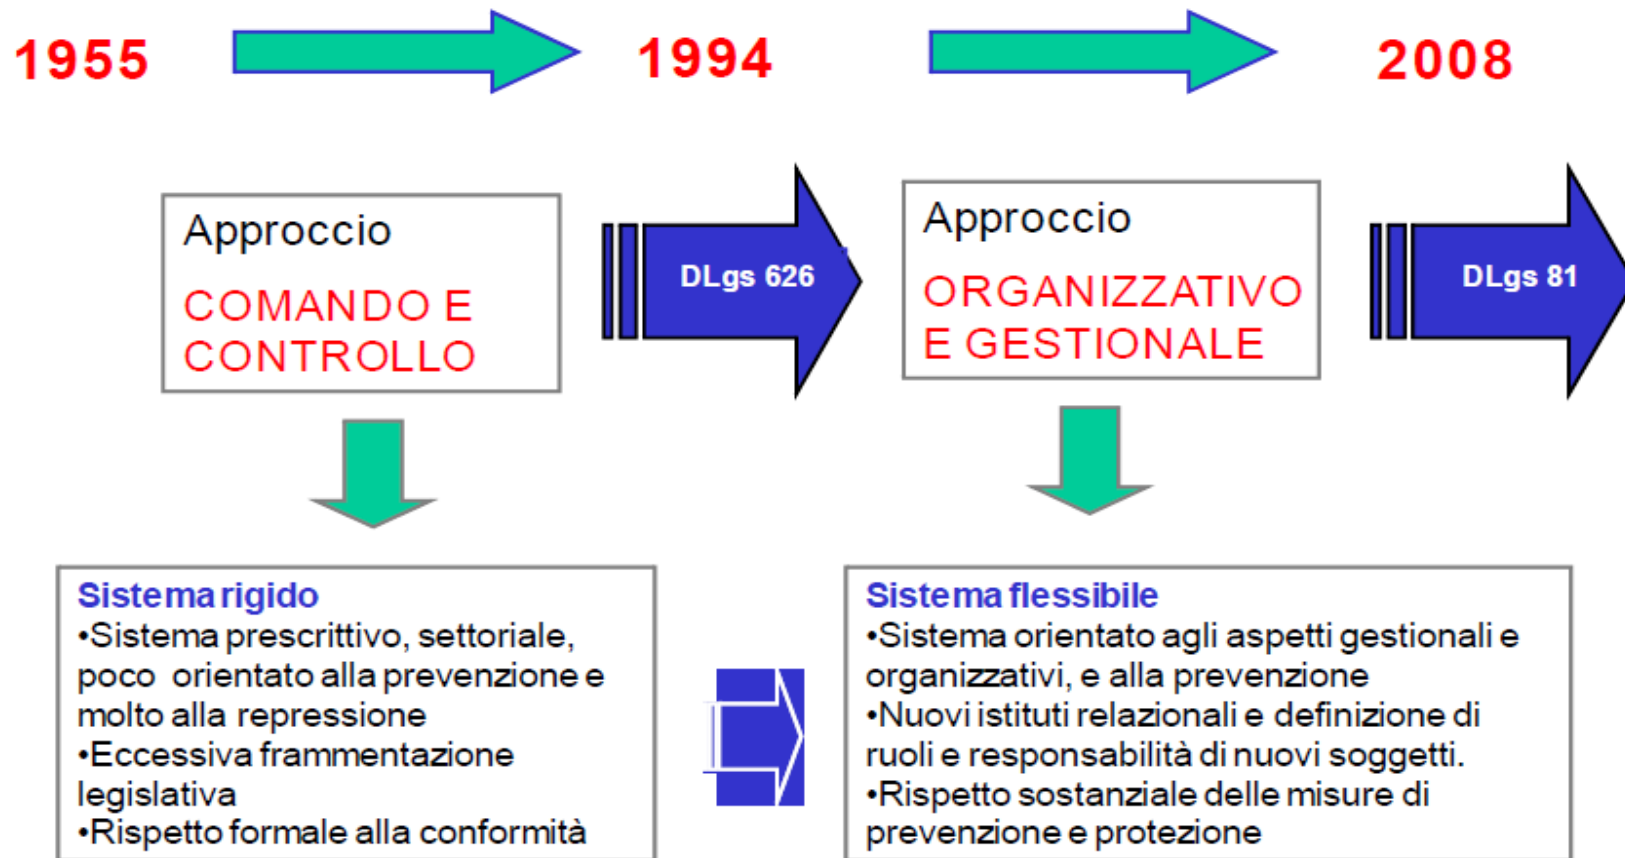 1955
1994
2008
Approccio
COMANDO E
CONTROLLO
DLgs 626
Approccio
ORGANIZZATIVO
E GESTIONALE
DLgs 81
Sistema rigido
•Sistema prescrittivo, settoriale,
poco orientato alla prevenzione e
molto alla repressione
•Eccessiva frammentazione
legislativa
•Rispetto formale alla conformità
Sistema flessibile
•Sistema orientato agli aspetti gestionali e
organizzativi, e alla prevenzione
•Nuovi istituti relazionali e definizione di
ruoli e responsabilità di nuovi soggetti.
•Rispetto sostanziale delle misure di
prevenzione e protezione